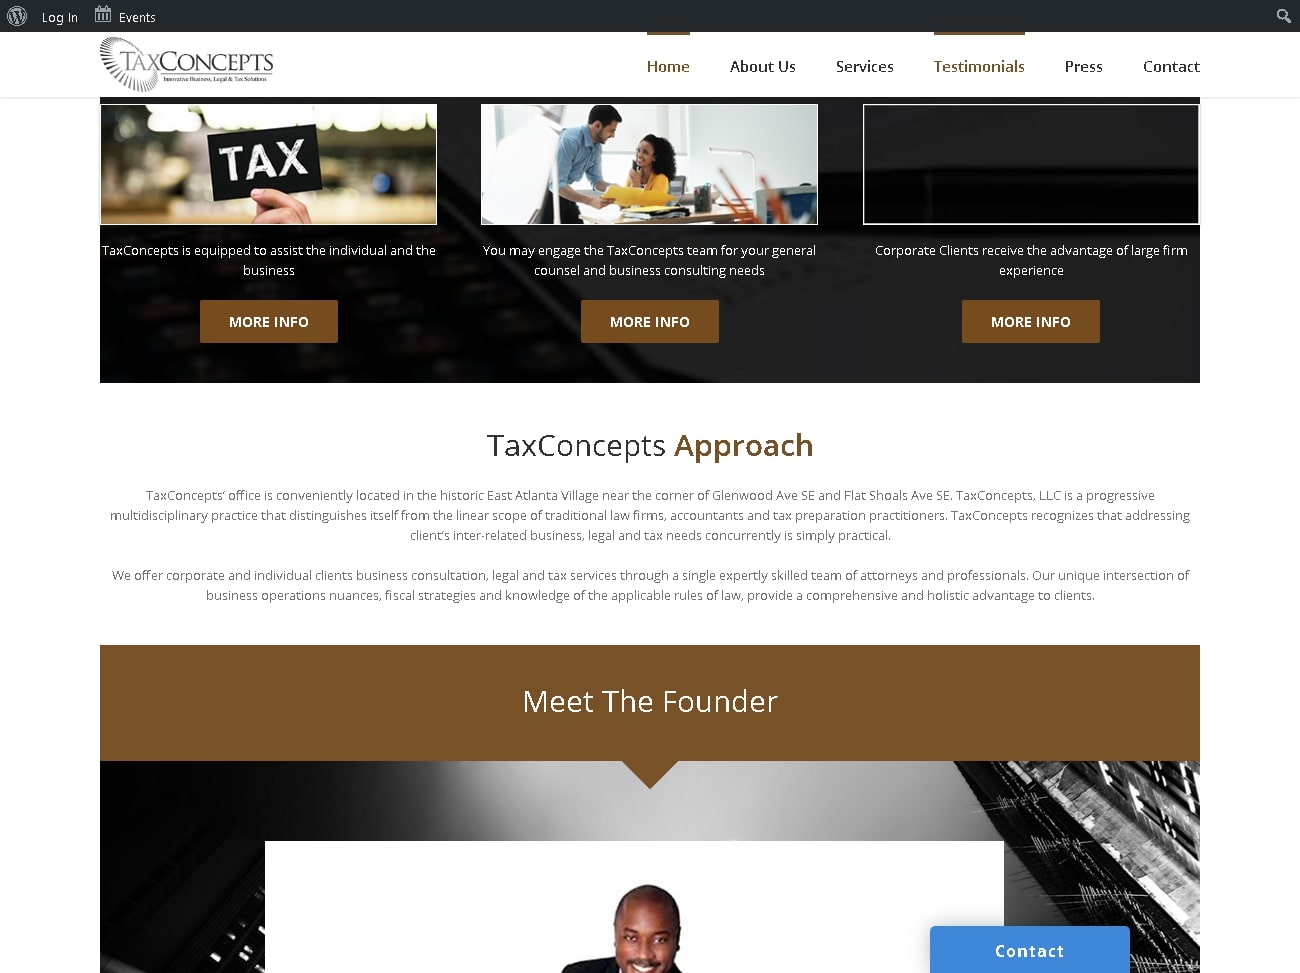 Log In
Events
TAXCONCEPTS
Innovative Business, Legal & Tax Solutions
Home
About Us
Services
Testimonials
Press
Contact
TAX
TaxConcepts is equipped to assist the individual and the
business
MORE INFO
You may engage the TaxConcepts team for your general
counsel and business consulting needs
MORE INFO
Corporate Clients receive the advantage of large firm
experience
MORE INFO
TaxConcepts Approach
TaxConcepts’ office is conveniently located in the historic East Atlanta Village near the corner of Glenwood Ave SE and Flat Shoals Ave SE. TaxConcepts, LLC is a progressive
multidisciplinary practice that distinguishes itself from the linear scope of traditional law firms, accountants and tax preparation practitioners. TaxConcepts recognizes that addressing
client’s inter-related business, legal and tax needs concurrently is simply practical.
We offer corporate and individual clients business consultation, legal and tax services through a single expertly skilled team of attorneys and professionals. Our unique intersection of
business operations nuances, fiscal strategies and knowledge of the applicable rules of law, provide a comprehensive and holistic advantage to clients.
Meet The Founder
Contact